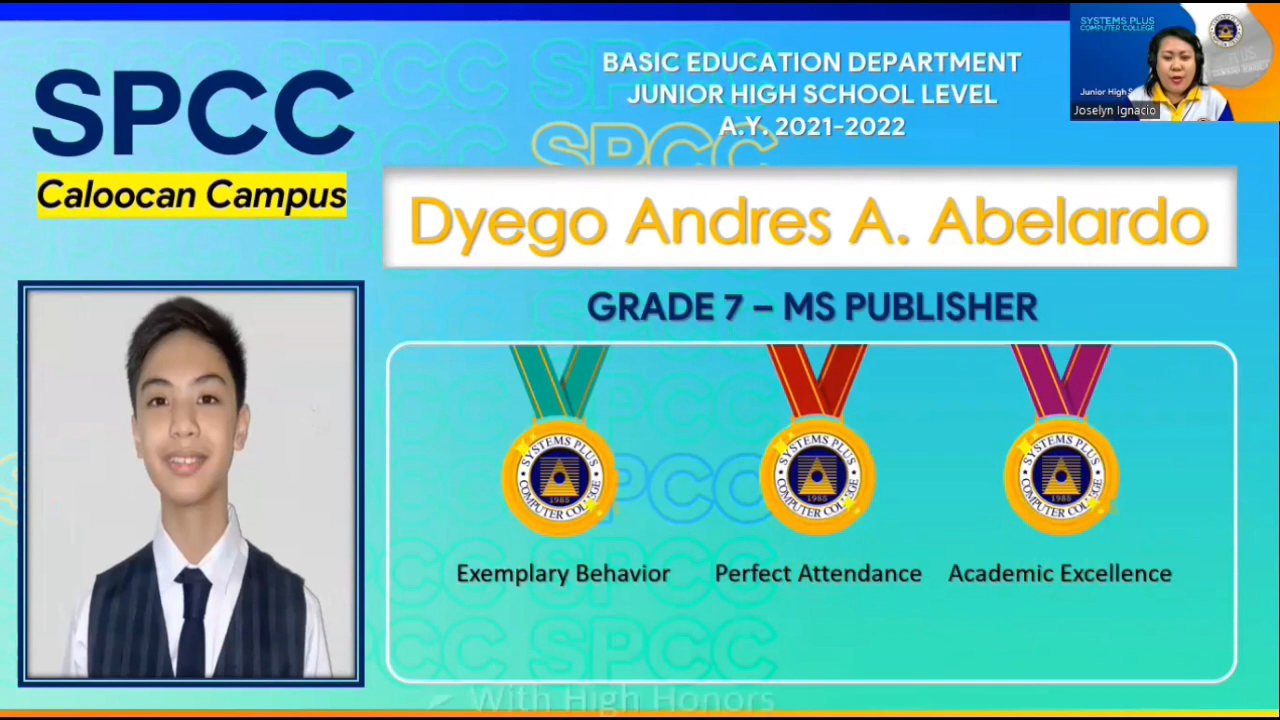 SPCC
Caloocan Campus
BASIC EDUCATION DEPARTMENT
JUNIOR HIGH SCHOOL LEVEL
A.Y. 2021-2022
SYSTEMS PLUS
COMPUTER COLLEGE
Junior High
Joselyn Ignacio
Dyego Andres A. Abelardo
GRADE 7 – MS PUBLISHER
SYSTEMS PLUS
COMPUTER COLLEGE
1985
SYSTEMS PLUS
COMPUTER COLLEGE
1985
SYSTEMS PLUS
COMPUTER COLLEGE
1985
Exemplary Behavior
Perfect Attendance
Academic Excellence
With High Honors